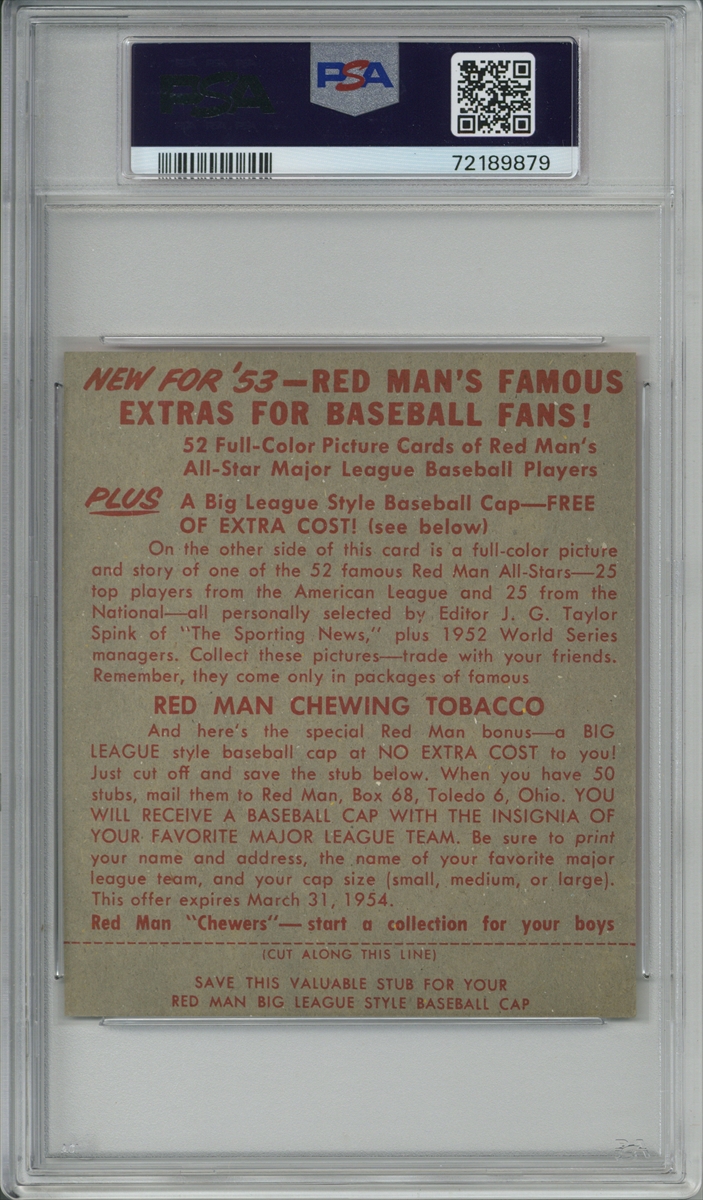 PSA
PSA
72189879
NEW FOR '53—RED MAN'S FAMOUS
EXTRAS FOR BASEBALL FANS!
52 Full-Color Picture Cards of Red Man's
All-Star Major League Baseball Players
PLUS A Big League Style Baseball Cap—FREE
OF EXTRA COST! (see below)
On the other side of this card is a full-color picture
and story of one of the 52 famous Red Man All-Stars—25
top players from the American League and 25 from the
National—all personally selected by Editor J. G. Taylor
Spink of "The Sporting News," plus 1952 World Series
managers. Collect these pictures—trade with your friends.
Remember, they come only in packages of famous
RED MAN CHEWING TOBACCO
And here's the special Red Man bonus—a BIG
LEAGUE style baseball cap at NO EXTRA COST to you!
Just cut off and save the stub below. When you have 50
stubs, mail them to Red Man, Box 68, Toledo 6, Ohio. YOU
WILL RECEIVE A BASEBALL CAP WITH THE INSIGNIA OF
YOUR FAVORITE MAJOR LEAGUE TEAM. Be sure to print
your name and address, the name of your favorite major
league team, and your cap size (small, medium, or large).
This offer expires March 31, 1954.
Red Man "Chewers"—start a collection for your boys
(CUT ALONG THIS LINE)
SAVE THIS VALUABLE STUB FOR YOUR
RED MAN BIG LEAGUE STYLE BASEBALL CAP